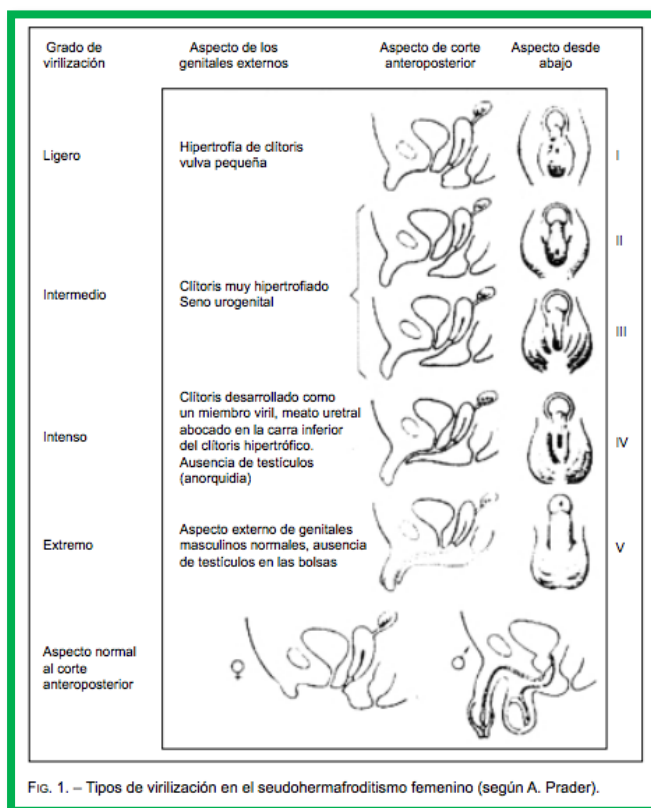 Grado de
virilización
Aspecto de los
genitales externos
Aspecto de corte
anteroposterior
Aspecto desde
abajo
Ligero
Hipertrofía de clítoris
vulva pequeña
I
II
Intermedio
Clítoris muy hipertrofiado
Seno urogenital
III
Intenso
Clítoris desarrollado como
un miembro viril, meato uretral
abocado en la carra inferior
del clítoris hipertrófico.
Ausencia de testículos
(anorquidia)
IV
Extremo
Aspecto externo de genitales
masculinos normales, ausencia
de testículos en las bolsas
V
Aspecto normal
al corte
anteroposterior
♀
♂
FIG. 1. – Tipos de virilización en el seudohermafroditismo femenino (según A. Prader).